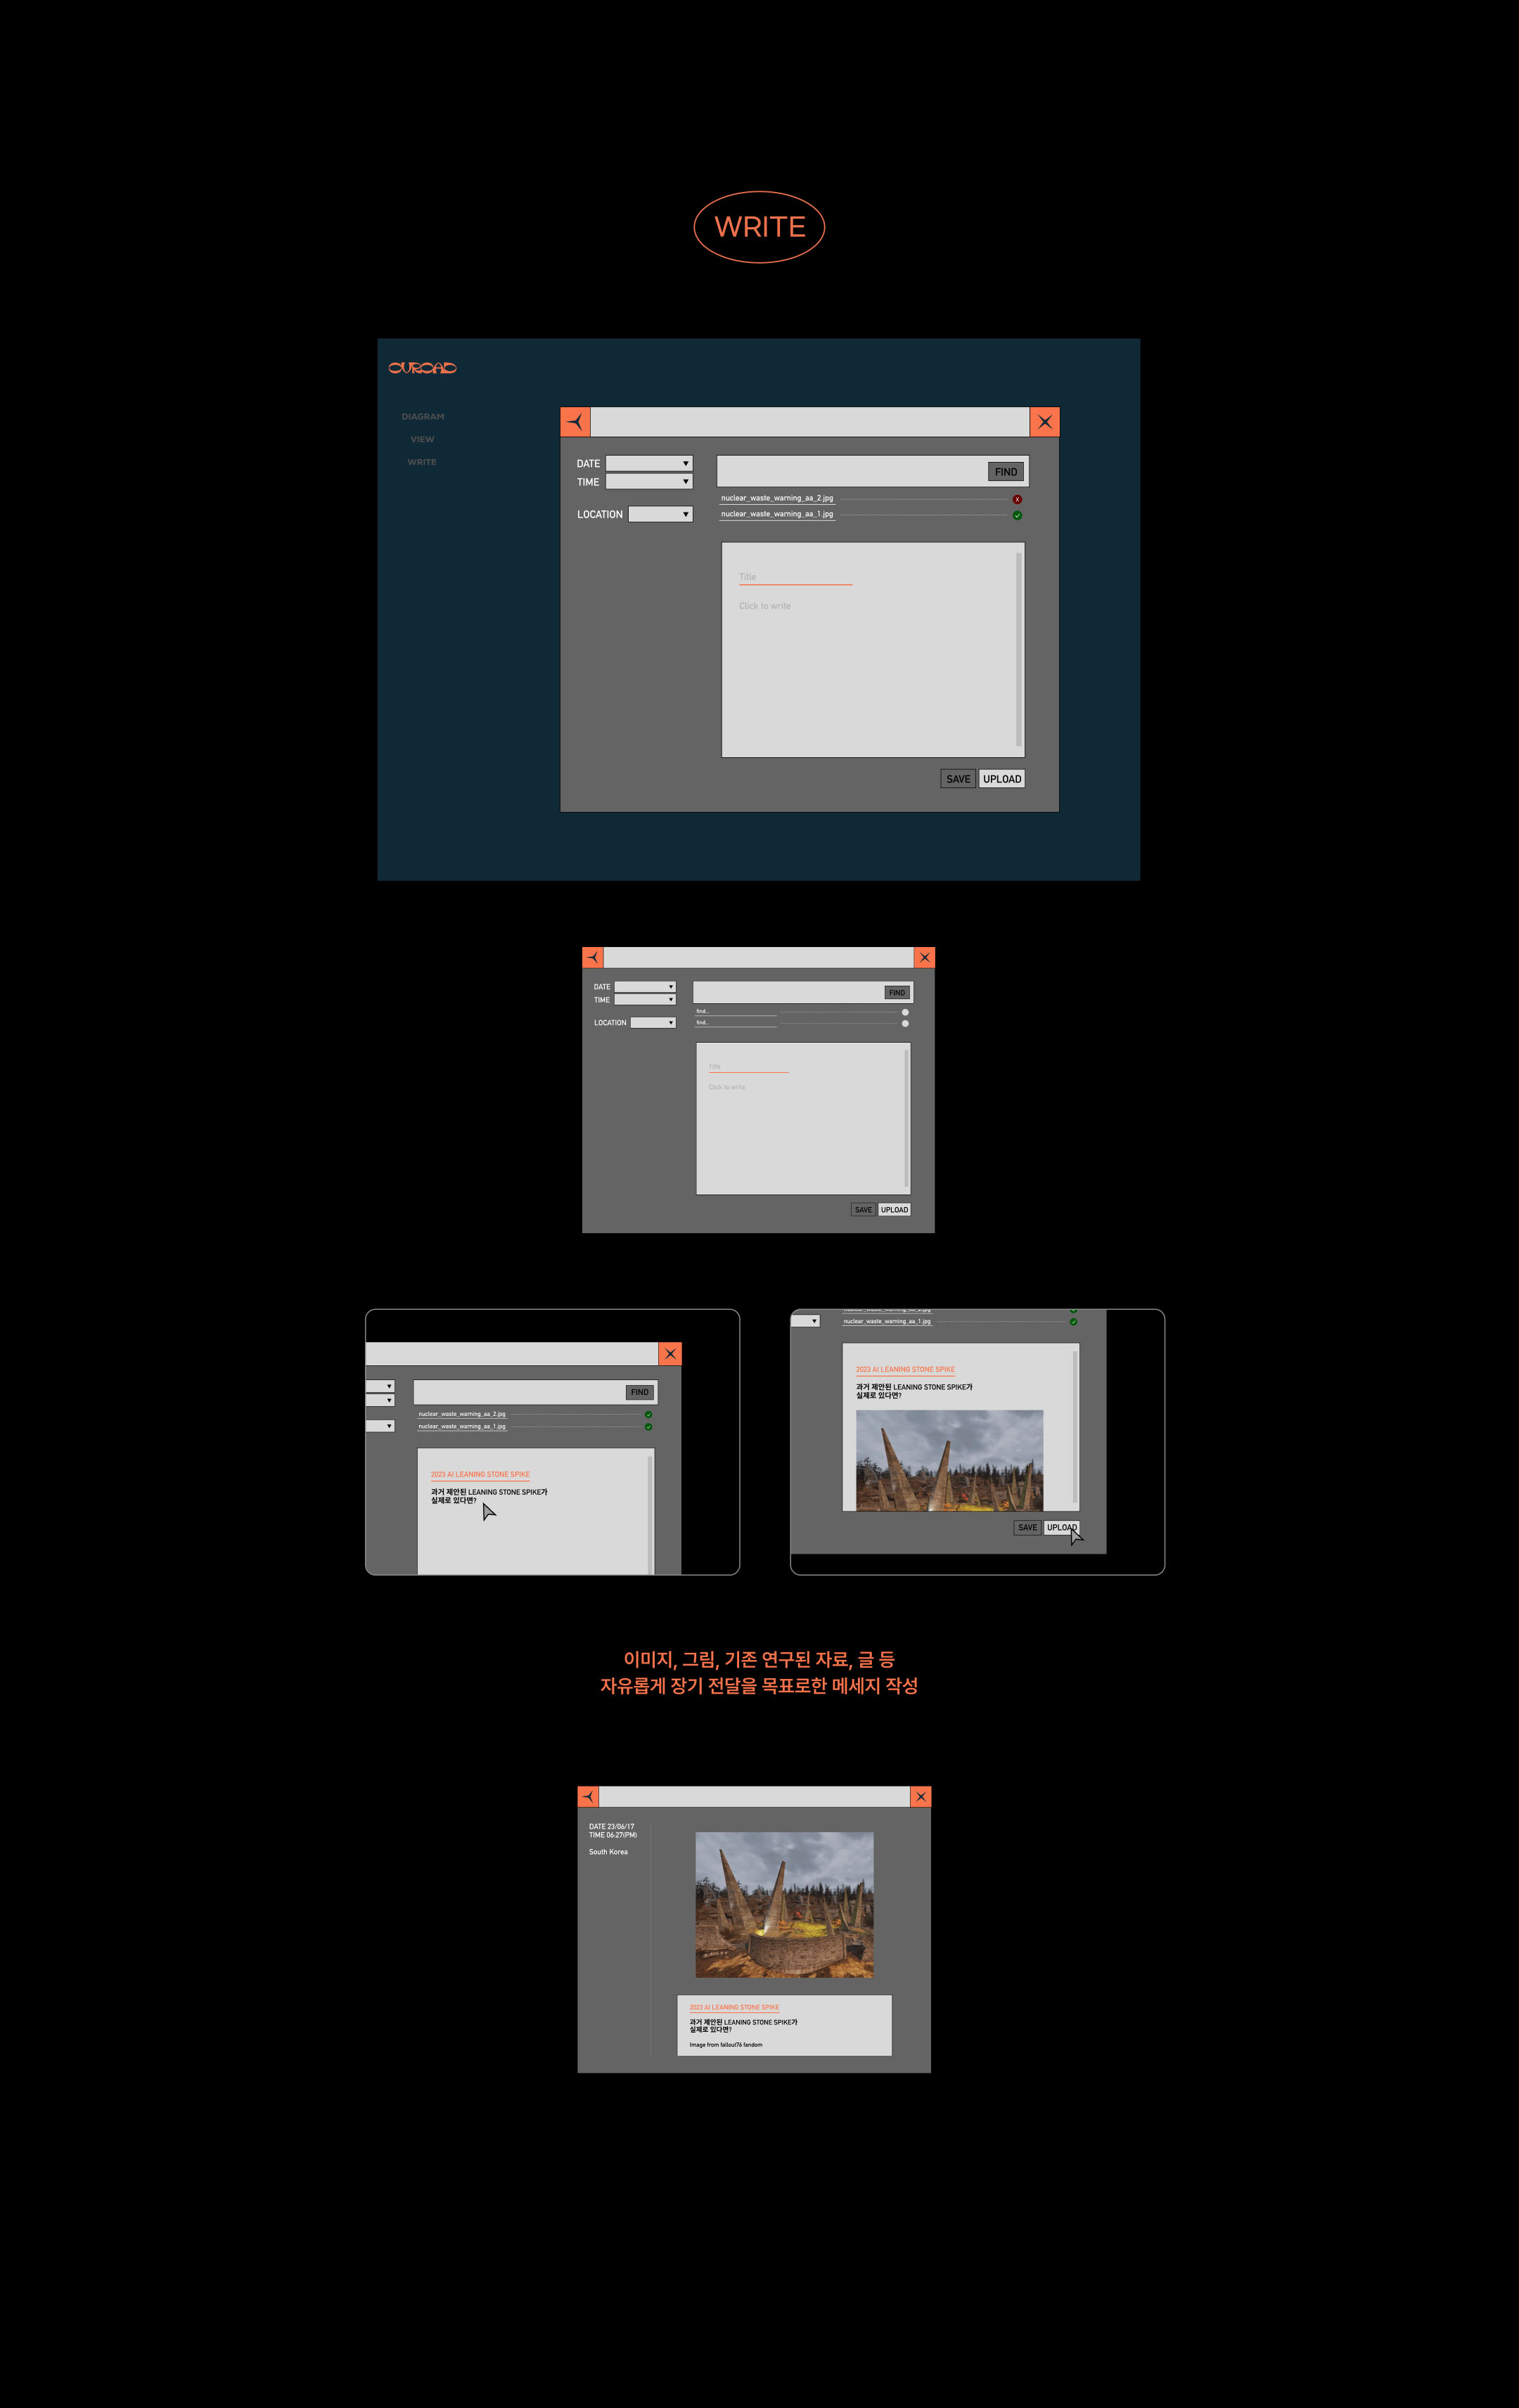 WRITE
OUROAD
DIAGRAM
VIEW
WRITE
DATE
TIME
LOCATION
FIND
nuclear_waste_warning_aa_2.jpg
X
nuclear_waste_warning_aa_1.jpg
Title
Click to write
SAVE
UPLOAD
DATE
TIME
LOCATION
FIND
find...
find...
Title
Click to write
SAVE
UPLOAD
FIND
nuclear_waste_warning_aa_2.jpg
nuclear_waste_warning_aa_1.jpg
2023 AI LEANING STONE SPIKE
과거 제안된 LEANING STONE SPIKE가
실제로 있다면?
nuclear_waste_warning_aa_1.jpg
2023 AI LEANING STONE SPIKE
과거 제안된 LEANING STONE SPIKE가
실제로 있다면?
SAVE
UPLOAD
이미지, 그림, 기존 연구된 자료, 글 등
자유롭게 장기 전달을 목표로한 메세지 작성
DATE 23/06/17
TIME 06:27(PM)
South Korea
2023 AI LEANING STONE SPIKE
과거 제안된 LEANING STONE SPIKE가
실제로 있다면?
Image from fallout76 fandom